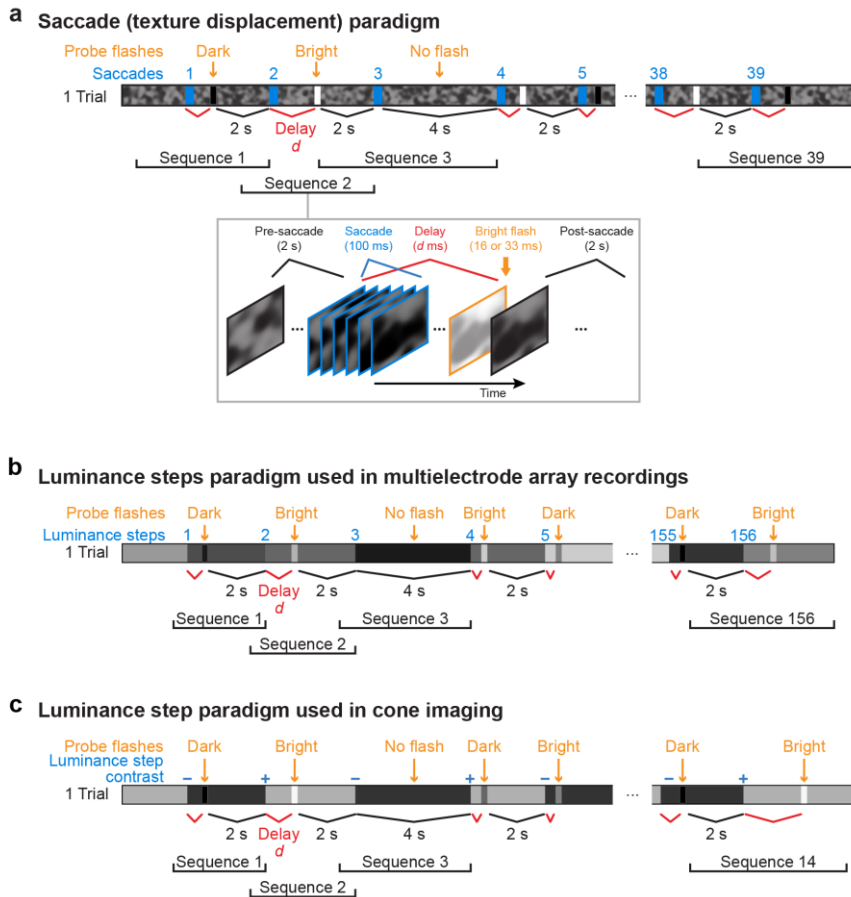 a Saccade (texture displacement) paradigm
Probe flashes Dark Bright No flash
Saccades 1 2 3 4 5 38 39
1 Trial ...
2 s Delay d 2 s 4 s 2 s 2 s
Sequence 1 Sequence 3 Sequence 39
Sequence 2
Pre-saccade (2 s) Saccade (100 ms) Delay (d ms) Bright flash (16 or 33 ms) Post-saccade (2 s)
... ... ...
Time
b Luminance steps paradigm used in multielectrode array recordings
Probe flashes Dark Bright No flash Bright Dark Dark Bright
Luminance steps 1 2 3 4 5 155 156
1 Trial ...
2 s Delay d 2 s 4 s 2 s 2 s
Sequence 1 Sequence 3 Sequence 156
Sequence 2
c Luminance step paradigm used in cone imaging
Probe flashes Dark Bright No flash Dark Bright Dark Bright
Luminance step contrast − + − + − − +
1 Trial ...
2 s Delay d 2 s 4 s 2 s 2 s
Sequence 1 Sequence 3 Sequence 14
Sequence 2